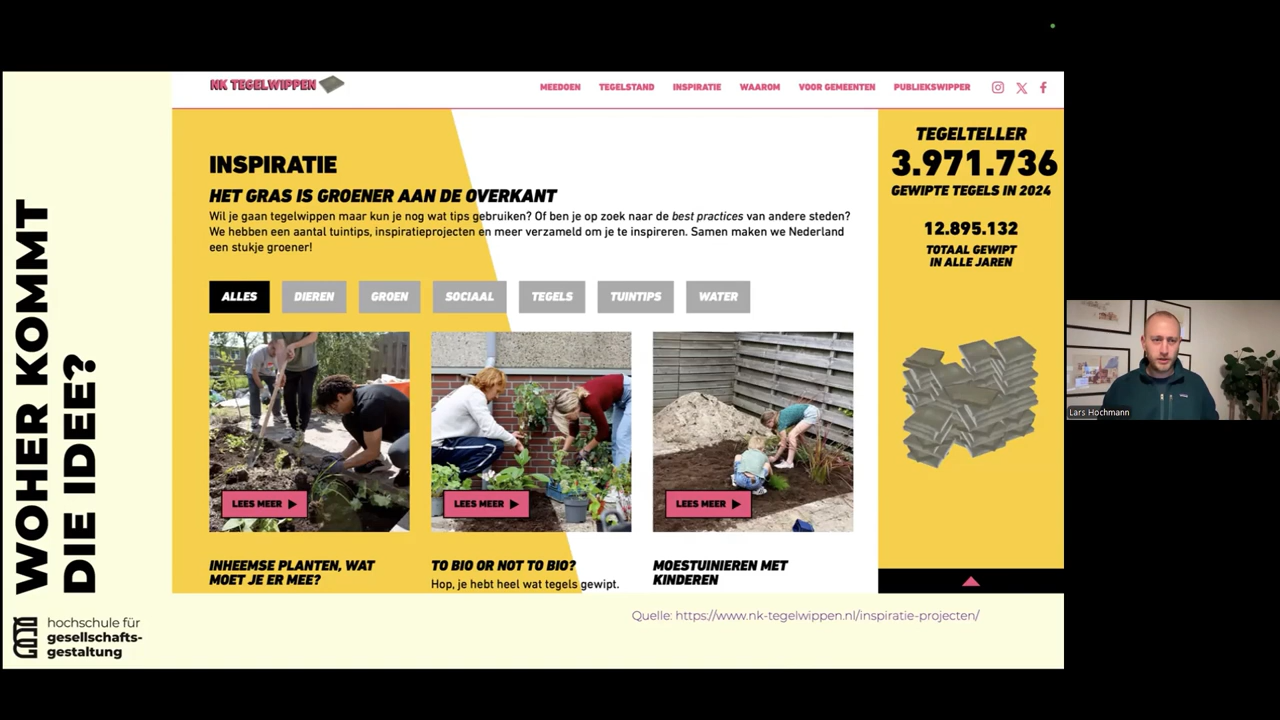 WOHER KOMMT
DIE IDEE?
hochschule für
gesellschafts-
gestaltung
NK TEGELWIPPEN
MEEDOEN TEGELSTAND INSPIRATIE WAAROM VOOR GEMEENTEN PUBLIEKSWIPPER
INSPIRATIE
HET GRAS IS GROENER AAN DE OVERKANT
Wil je gaan tegelwippen maar kun je nog wat tips gebruiken? Of ben je op zoek naar de best practices van andere steden?
We hebben een aantal tuintips, inspiratieprojecten en meer verzameld om je te inspireren. Samen maken we Nederland
een stukje groener!
ALLES DIEREN GROEN SOCIAAL TEGELS TUINTIPS WATER
LEES MEER LEES MEER LEES MEER
INHEEMSE PLANTEN, WAT
MOET JE ER MEE?
TO BIO OR NOT TO BIO?
Hop, je hebt heel wat tegels gewipt.
MOESTUINIEREN MET
KINDEREN
TEGELTELLER
3.971.736
GEWIPTE TEGELS IN 2024
12.895.132
TOTAAL GEWIPT
IN ALLE JAREN
Quelle: https://www.nk-tegelwippen.nl/inspiratie-projecten/
Lars Hochmann